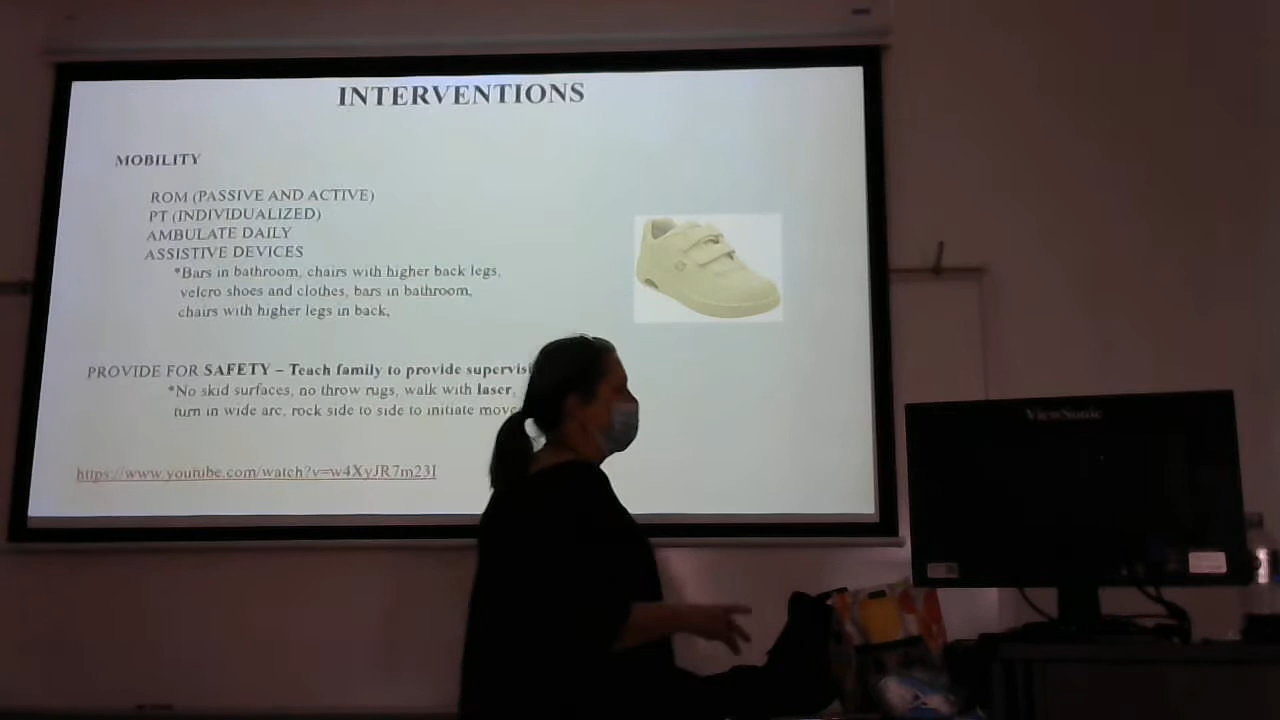 INTERVENTIONS
MOBILITY
ROM (PASSIVE AND ACTIVE)
PT (INDIVIDUALIZED)
AMBULATE DAILY
ASSISTIVE DEVICES
*Bars in bathroom, chairs with higher back legs,
velcro shoes and clothes, bars in bathroom,
chairs with higher legs in back,
PROVIDE FOR SAFETY – Teach family to provide
*No skid surfaces, no throw rugs, walk with laser,
turn in wide arc, rock side to side to initiate
https://www.youtube.com/watch?v=w4XyJR7m23I
ViewSonic